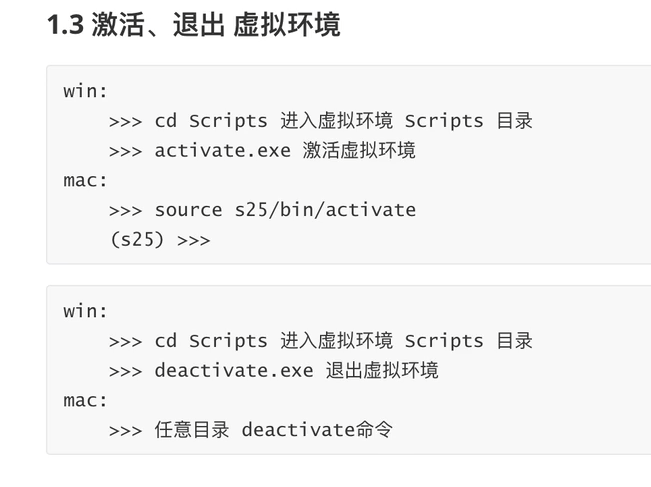 1.3 激活、退出 虚拟环境
win:
>>> cd Scripts 进入虚拟环境 Scripts 目录
>>> activate.exe 激活虚拟环境
mac:
>>> source s25/bin/activate
(s25) >>>
win:
>>> cd Scripts 进入虚拟环境 Scripts 目录
>>> deactivate.exe 退出虚拟环境
mac:
>>> 任意目录 deactivate命令